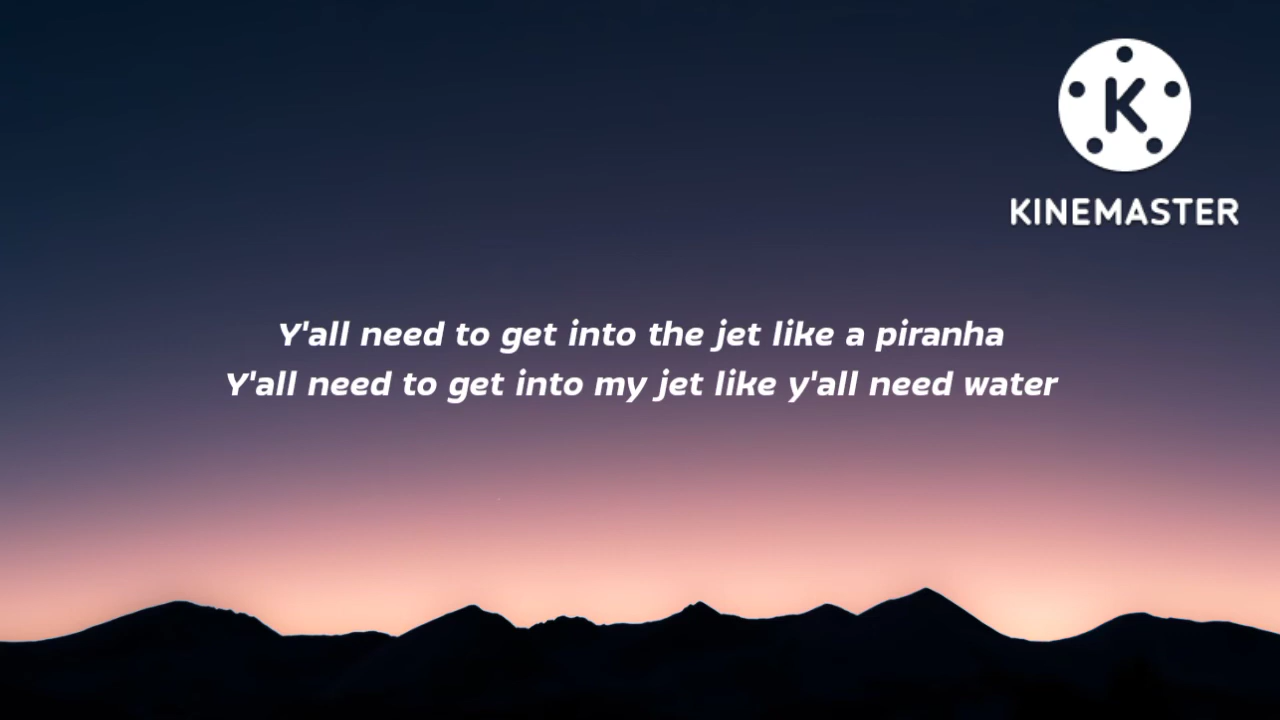 K
KINEMASTER
Y'all need to get into the jet like a piranha
Y'all need to get into my jet like y'all need water